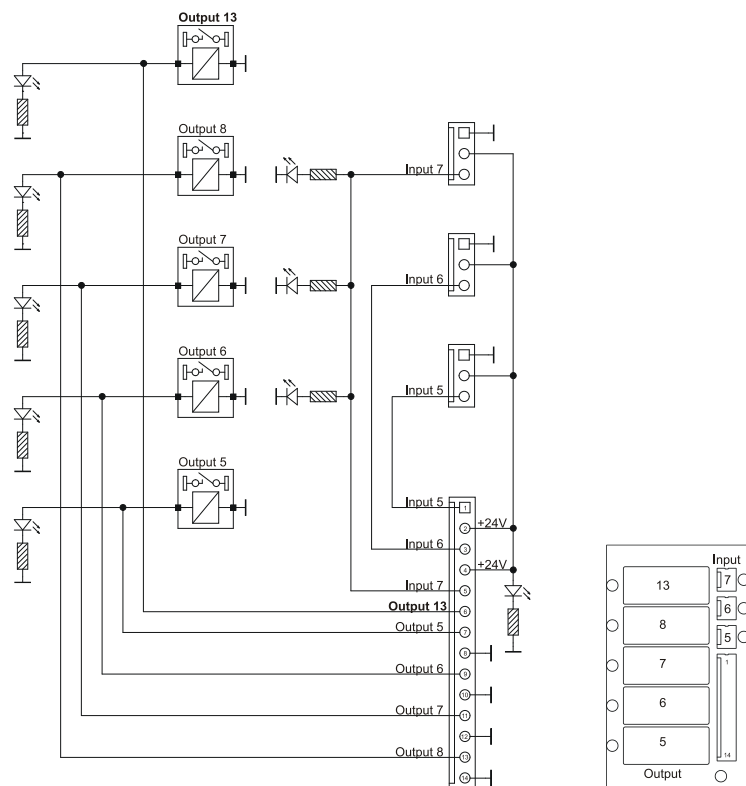 Output 13
Output 8
Input 7
Output 7
Input 6
Output 6
Input 5
Output 5
Input 5
1
2
+24V
Input 6
3
4
+24V
Input 7
5
Output 13
6
Output 5
7
8
Output 6
9
10
Output 7
11
12
Output 8
13
14
Input
13
7
8
6
5
7
1
6
5
14
Output